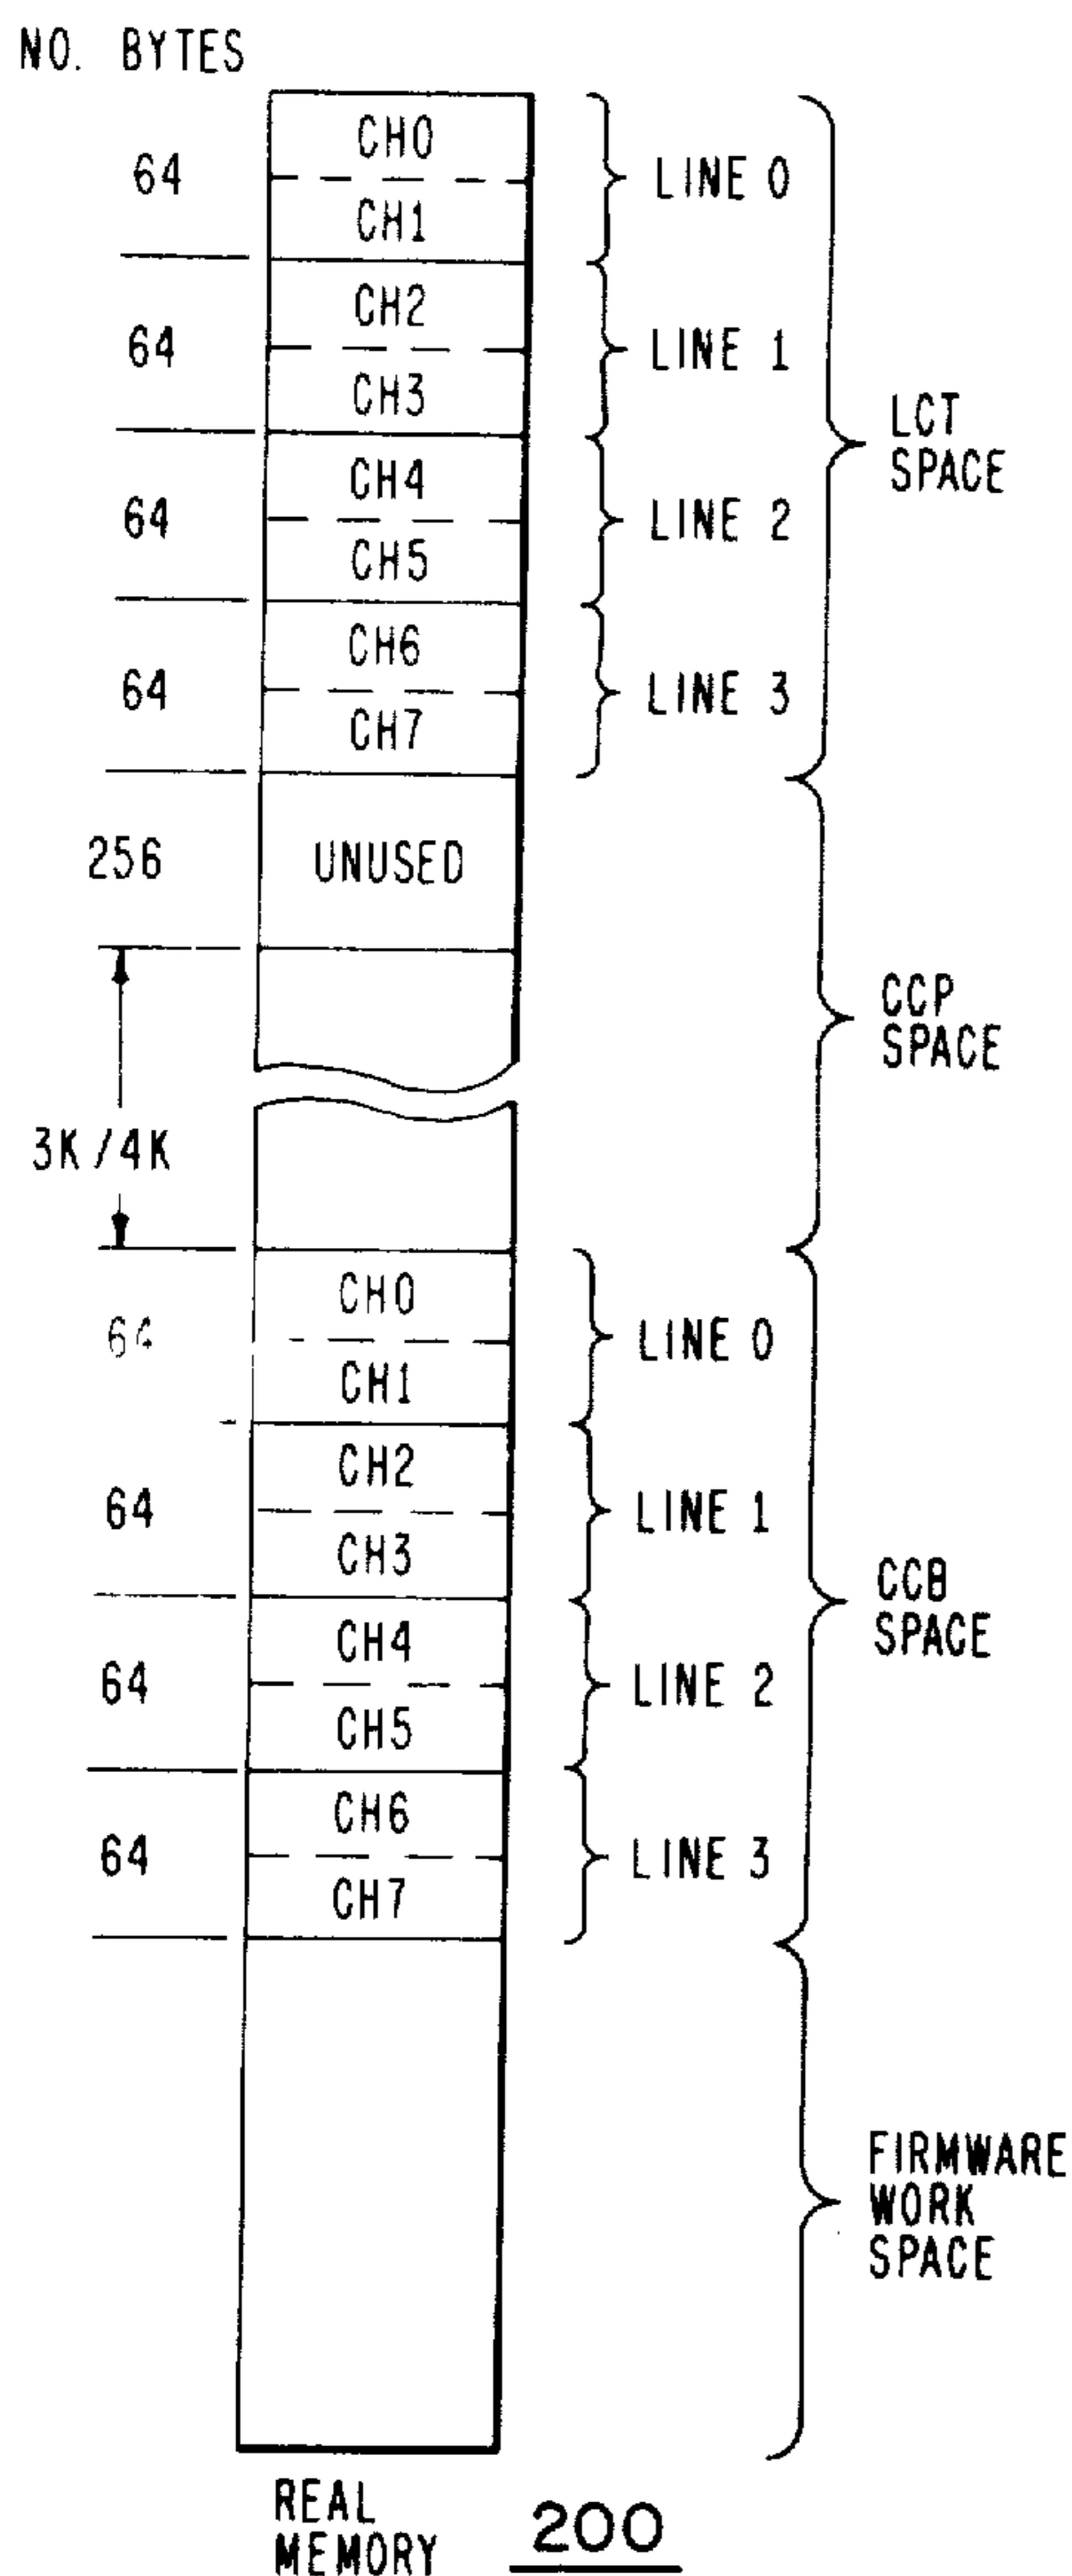 NO. BYTES
CH0
64
LINE 0
CH1
CH2
64
LINE 1
CH3
LCT
SPACE
CH4
64
LINE 2
CH5
CH6
64
LINE 3
CH7
256
UNUSED
CCP
SPACE
3K/4K
CH0
64
LINE 0
CH1
CH2
64
LINE 1
CH3
CCB
SPACE
CH4
64
LINE 2
CH5
CH6
64
LINE 3
CH7
FIRMWARE
WORK
SPACE
REAL
MEMORY
200